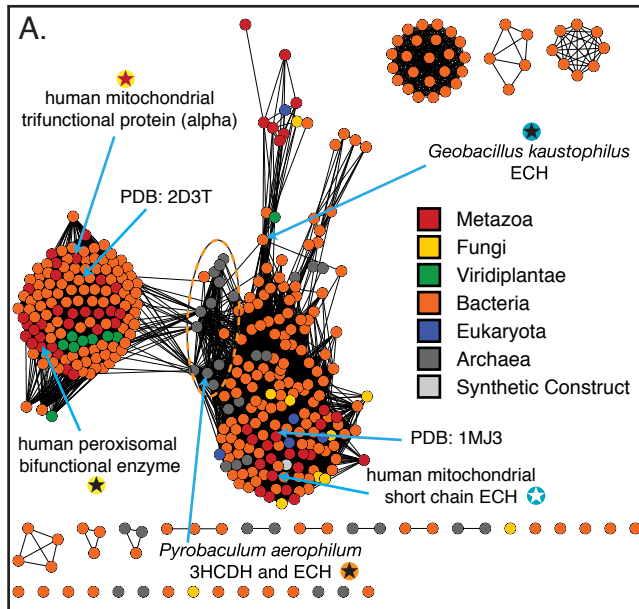 A.
human mitochondrial
trifunctional protein (alpha)
PDB: 2D3T
Geobacillus kaustophilus
ECH
Metazoa
Fungi
Viridiplantae
Bacteria
Eukaryota
Archaea
Synthetic Construct
PDB: 1MJ3
human peroxisomal
bifunctional enzyme
human mitochondrial
short chain ECH
Pyrobaculum aerophilum
3HCDH and ECH